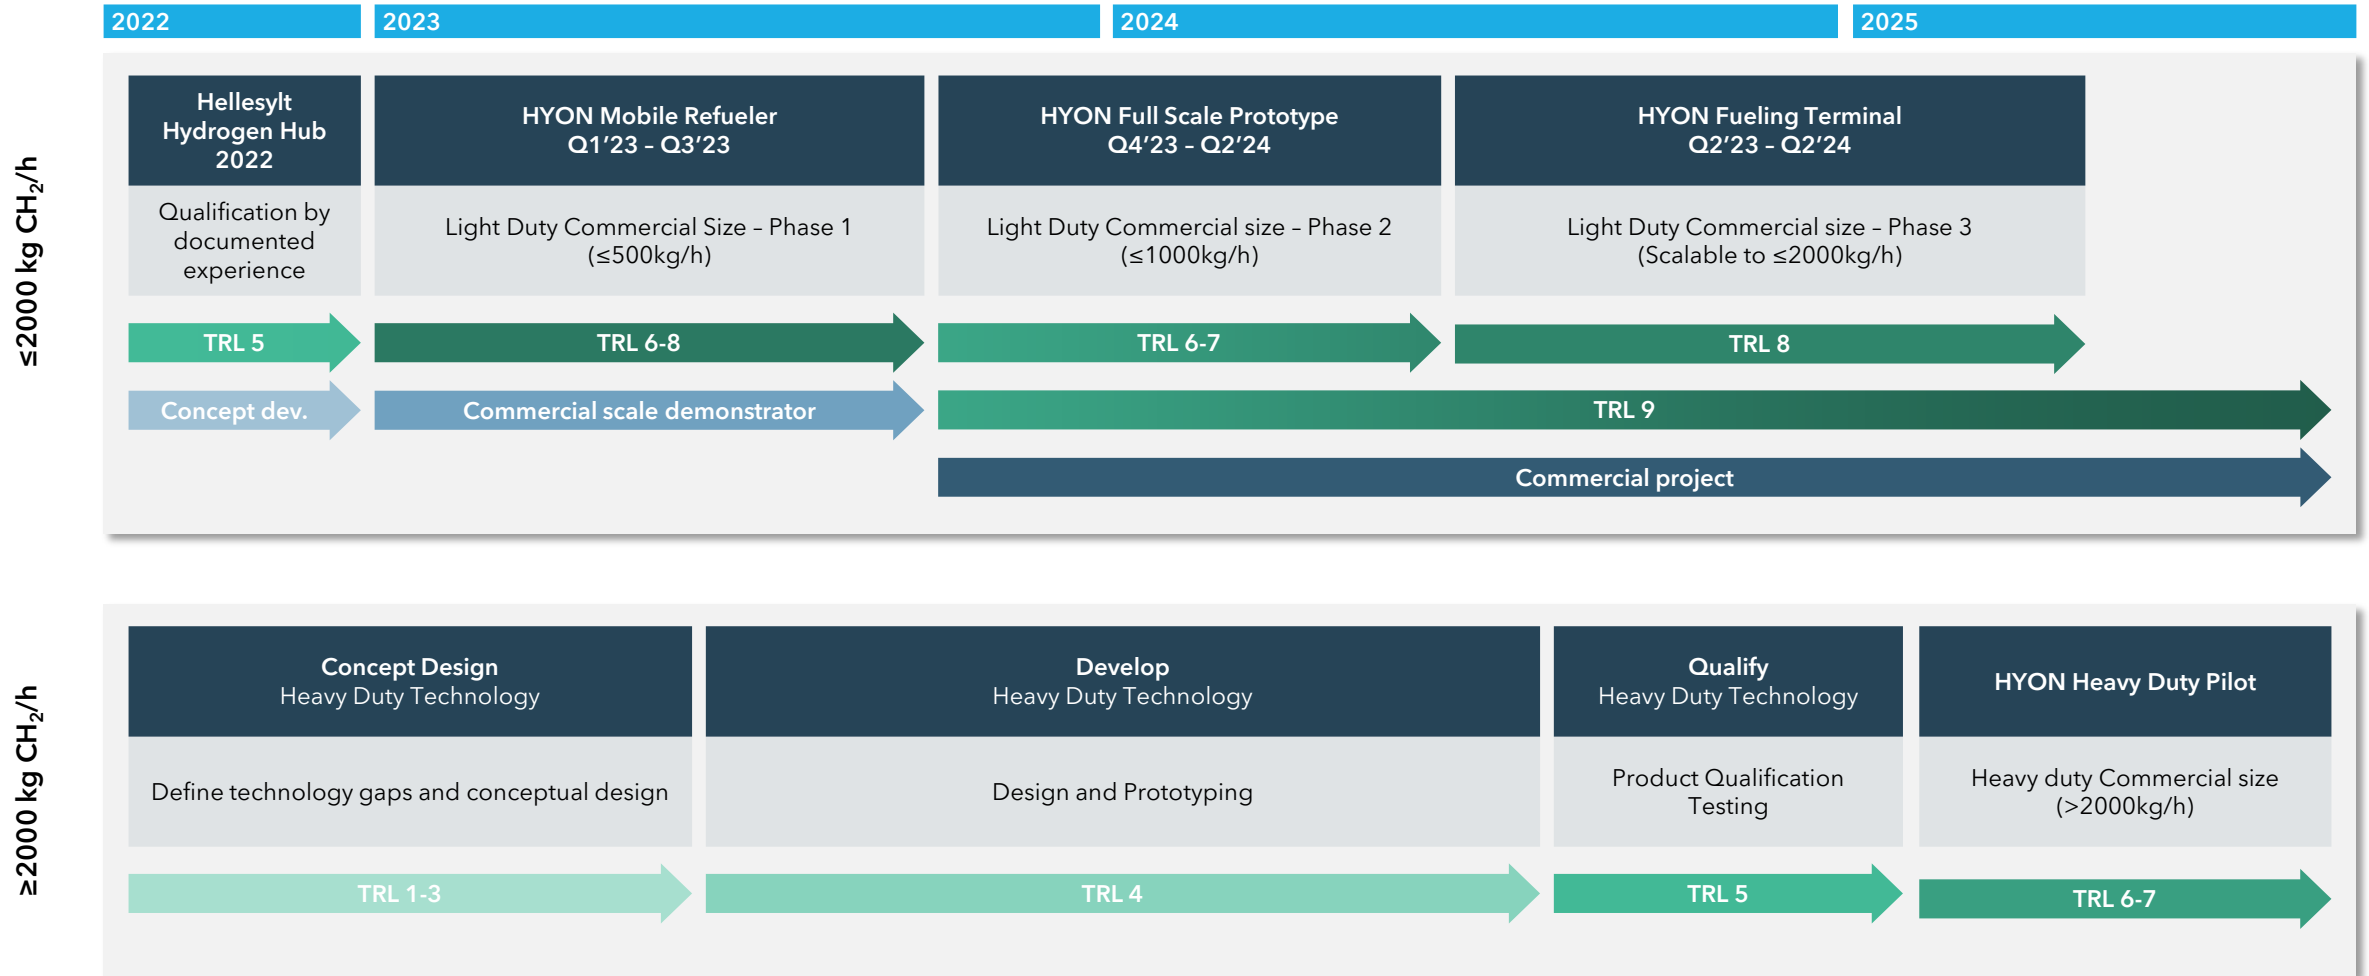 2022
2023
2024
2025
≤2000 kg CH₂/h
Hellesylt
Hydrogen Hub
2022
HYON Mobile Refueler
Q1’23 – Q3’23
HYON Full Scale Prototype
Q4’23 – Q2’24
HYON Fueling Terminal
Q2’23 – Q2’24
Qualification by
documented
experience
Light Duty Commercial Size – Phase 1
(≤500kg/h)
Light Duty Commercial size – Phase 2
(≤1000kg/h)
Light Duty Commercial size – Phase 3
(Scalable to ≤2000kg/h)
TRL 5
TRL 6-8
TRL 6-7
TRL 8
Concept dev.
Commercial scale demonstrator
TRL 9
Commercial project
≥2000 kg CH₂/h
Concept Design
Heavy Duty Technology
Develop
Heavy Duty Technology
Qualify
Heavy Duty Technology
HYON Heavy Duty Pilot
Define technology gaps and conceptual design
Design and Prototyping
Product Qualification
Testing
Heavy duty Commercial size
(>2000kg/h)
TRL 1-3
TRL 4
TRL 5
TRL 6-7